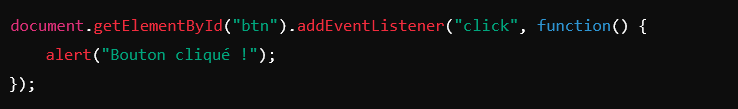 document.getElementById("btn").addEventListener("click", function() {
    alert("Bouton cliqué !");
});